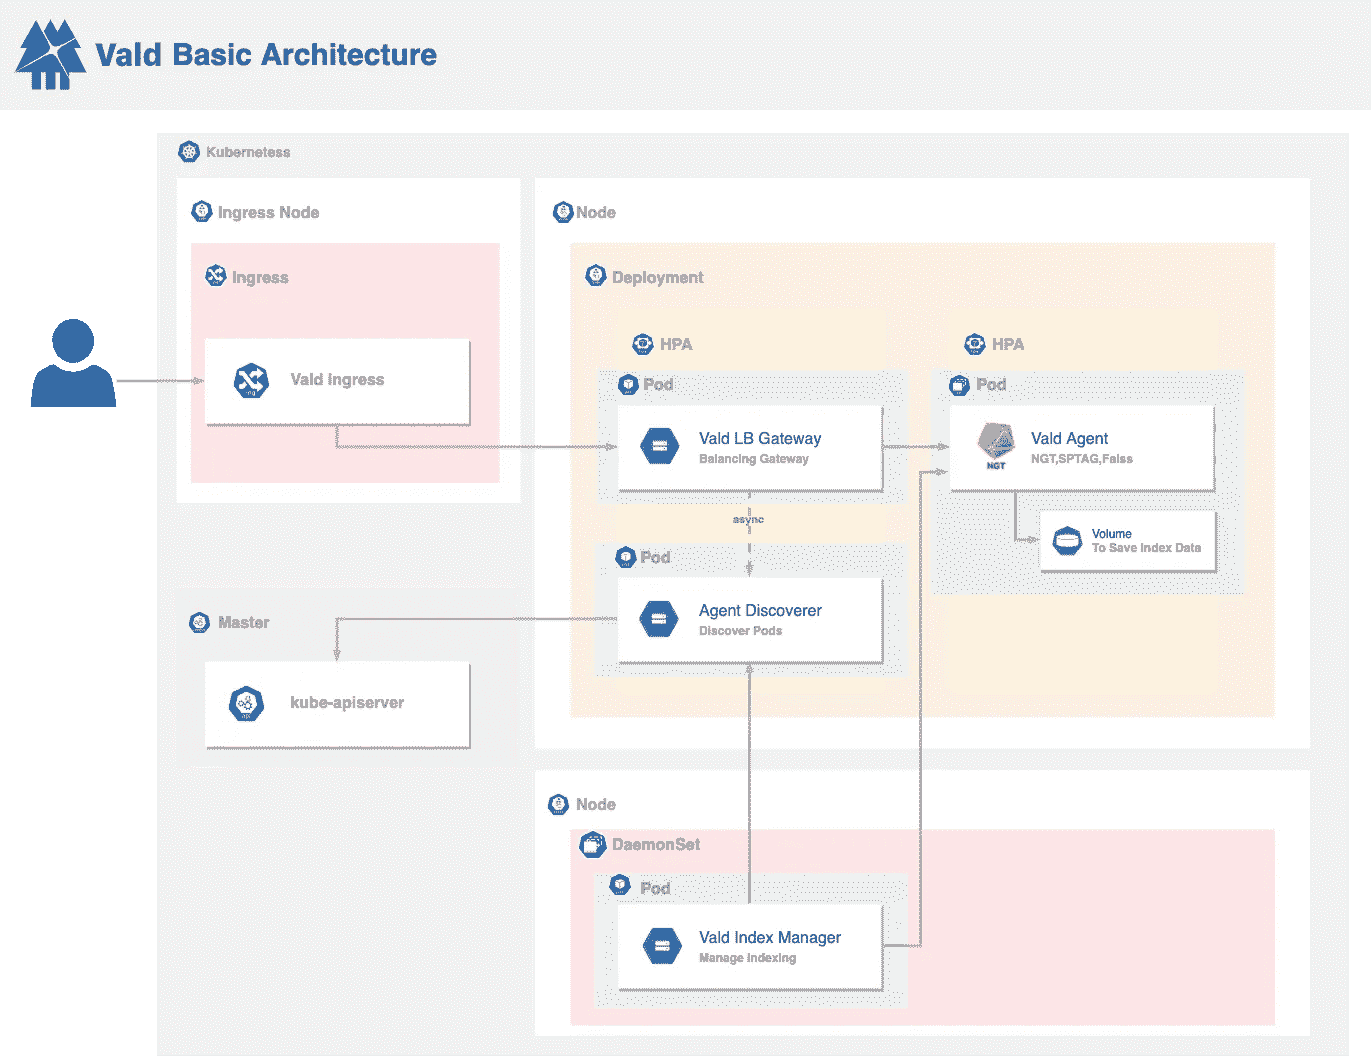 Vald Basic Architecture
Kubernetess
Ingress Node
Ingress
Vald Ingress
Node
Deployment
HPA
Pod
Vald LB Gateway
Balancing Gateway
async
Pod
Agent Discoverer
Discover Pods
HPA
Pod
NGT
Vald Agent
NGT,SPTAG,Faiss
Volume
To Save Index Data
Master
kube-apiserver
Node
DaemonSet
Pod
Vald Index Manager
Manage Indexing